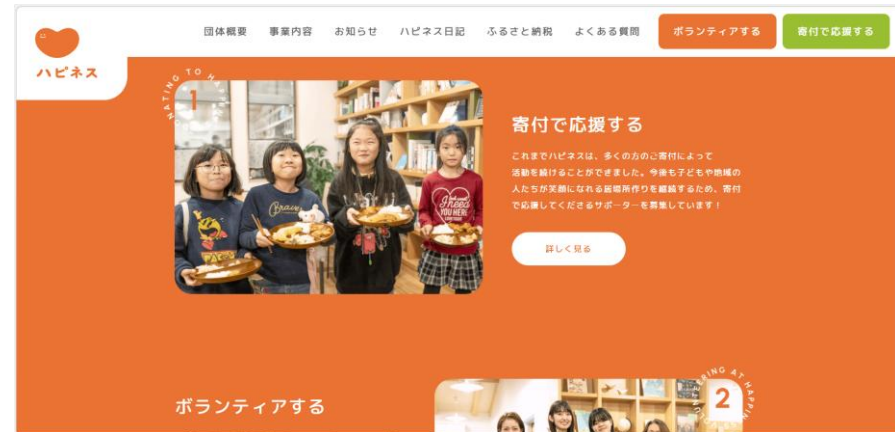 ハピネス
団体概要 事業内容 お知らせ ハピネス日記 ふるさと納税 よくある質問 ボランティアする 寄付で応援する
DONATING TO HA
1
寄付で応援する
これまでハピネスは、多くの方のご寄付によって
活動を続けることができました。今後も子どもや地域の
人たちが笑顔になれる居場所作りを継続するため、寄付
で応援してくださるサポーターを募集しています！
詳しく見る
ボランティアする
VOLUNTEERING AT HAPPIN
2